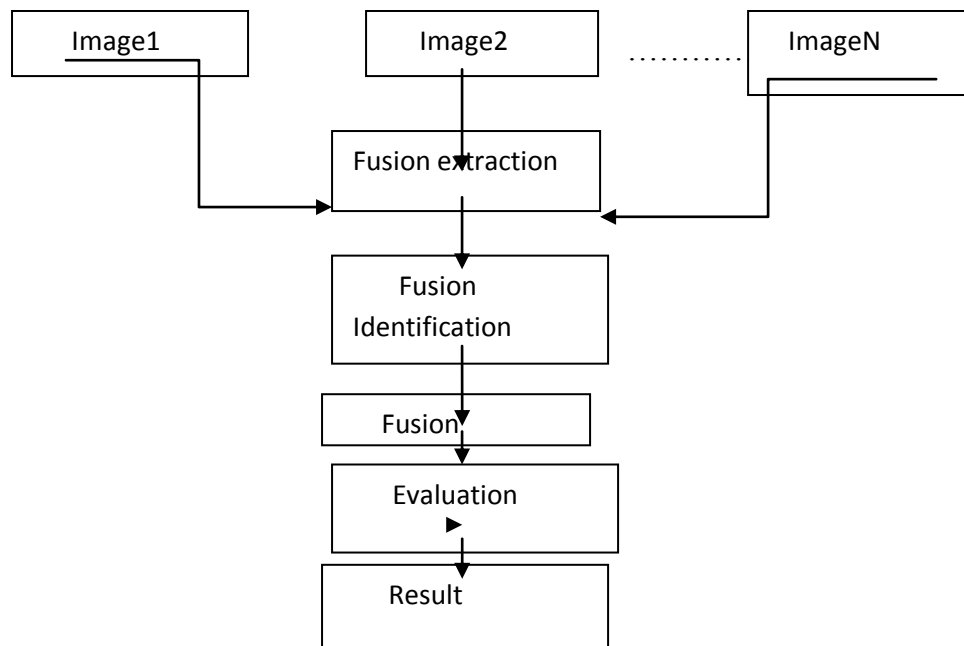 Image1
Image2
...........
ImageN
Fusion extraction
Fusion
Identification
Fusion
Evaluation
Result